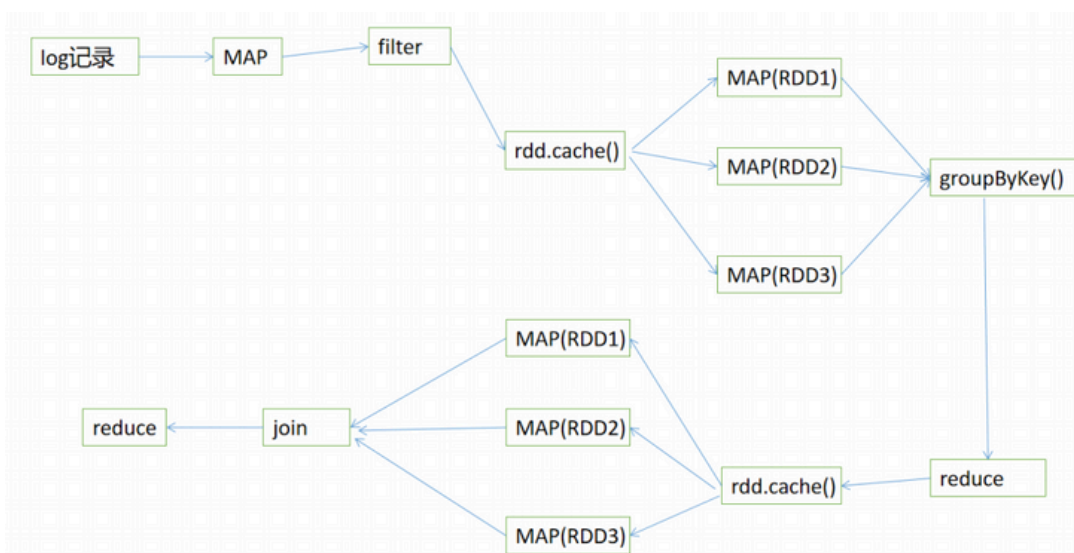 log记录
MAP
filter
rdd.cache()
MAP(RDD1)
MAP(RDD2)
MAP(RDD3)
groupByKey()
reduce
rdd.cache()
MAP(RDD1)
MAP(RDD2)
MAP(RDD3)
join
reduce